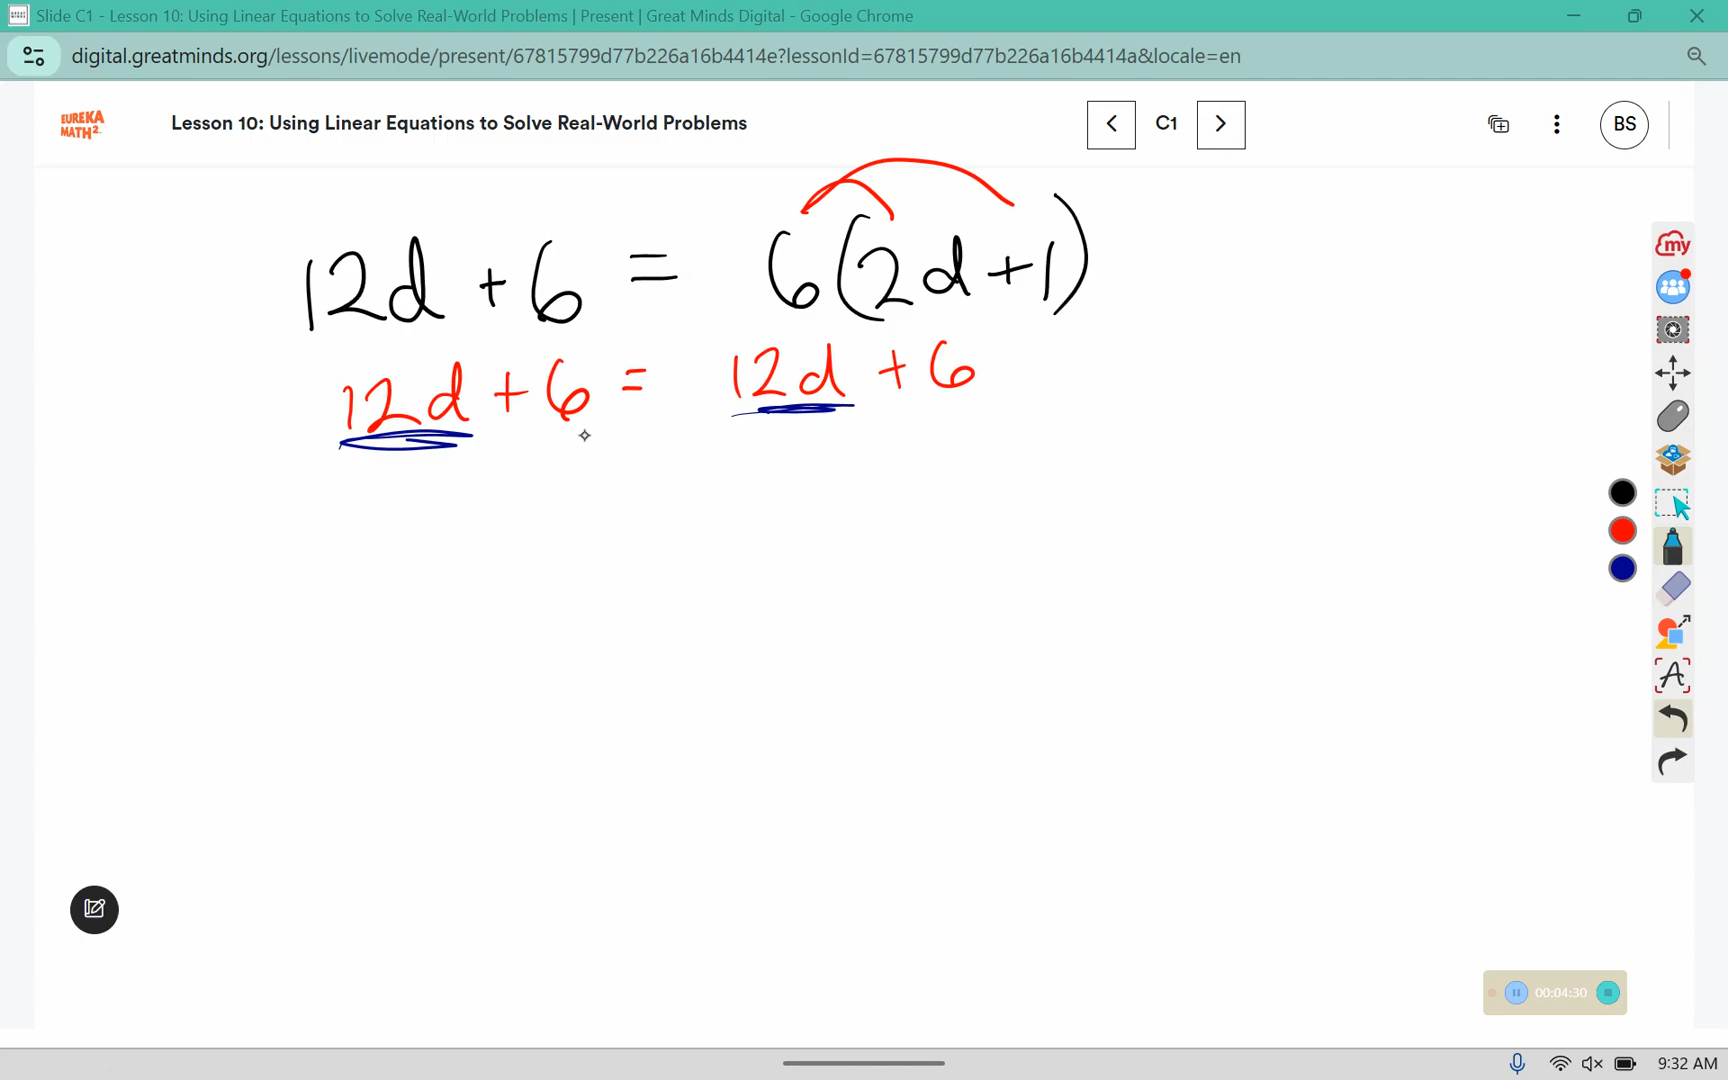 Slide C1 - Lesson 10: Using Linear Equations to Solve Real-World Problems | Present | Great Minds Digital - Google Chrome
digital.greatminds.org/lessons/livemode/present/67815799d77b226a16b4414e?lessonId=67815799d77b226a16b4414a&locale=en
EUREKA
MATH²
Lesson 10: Using Linear Equations to Solve Real-World Problems
C1
BS
12d + 6 = 6(2d+1)
12d + 6 = 12d + 6
my
A
00:04:30
9:32 AM